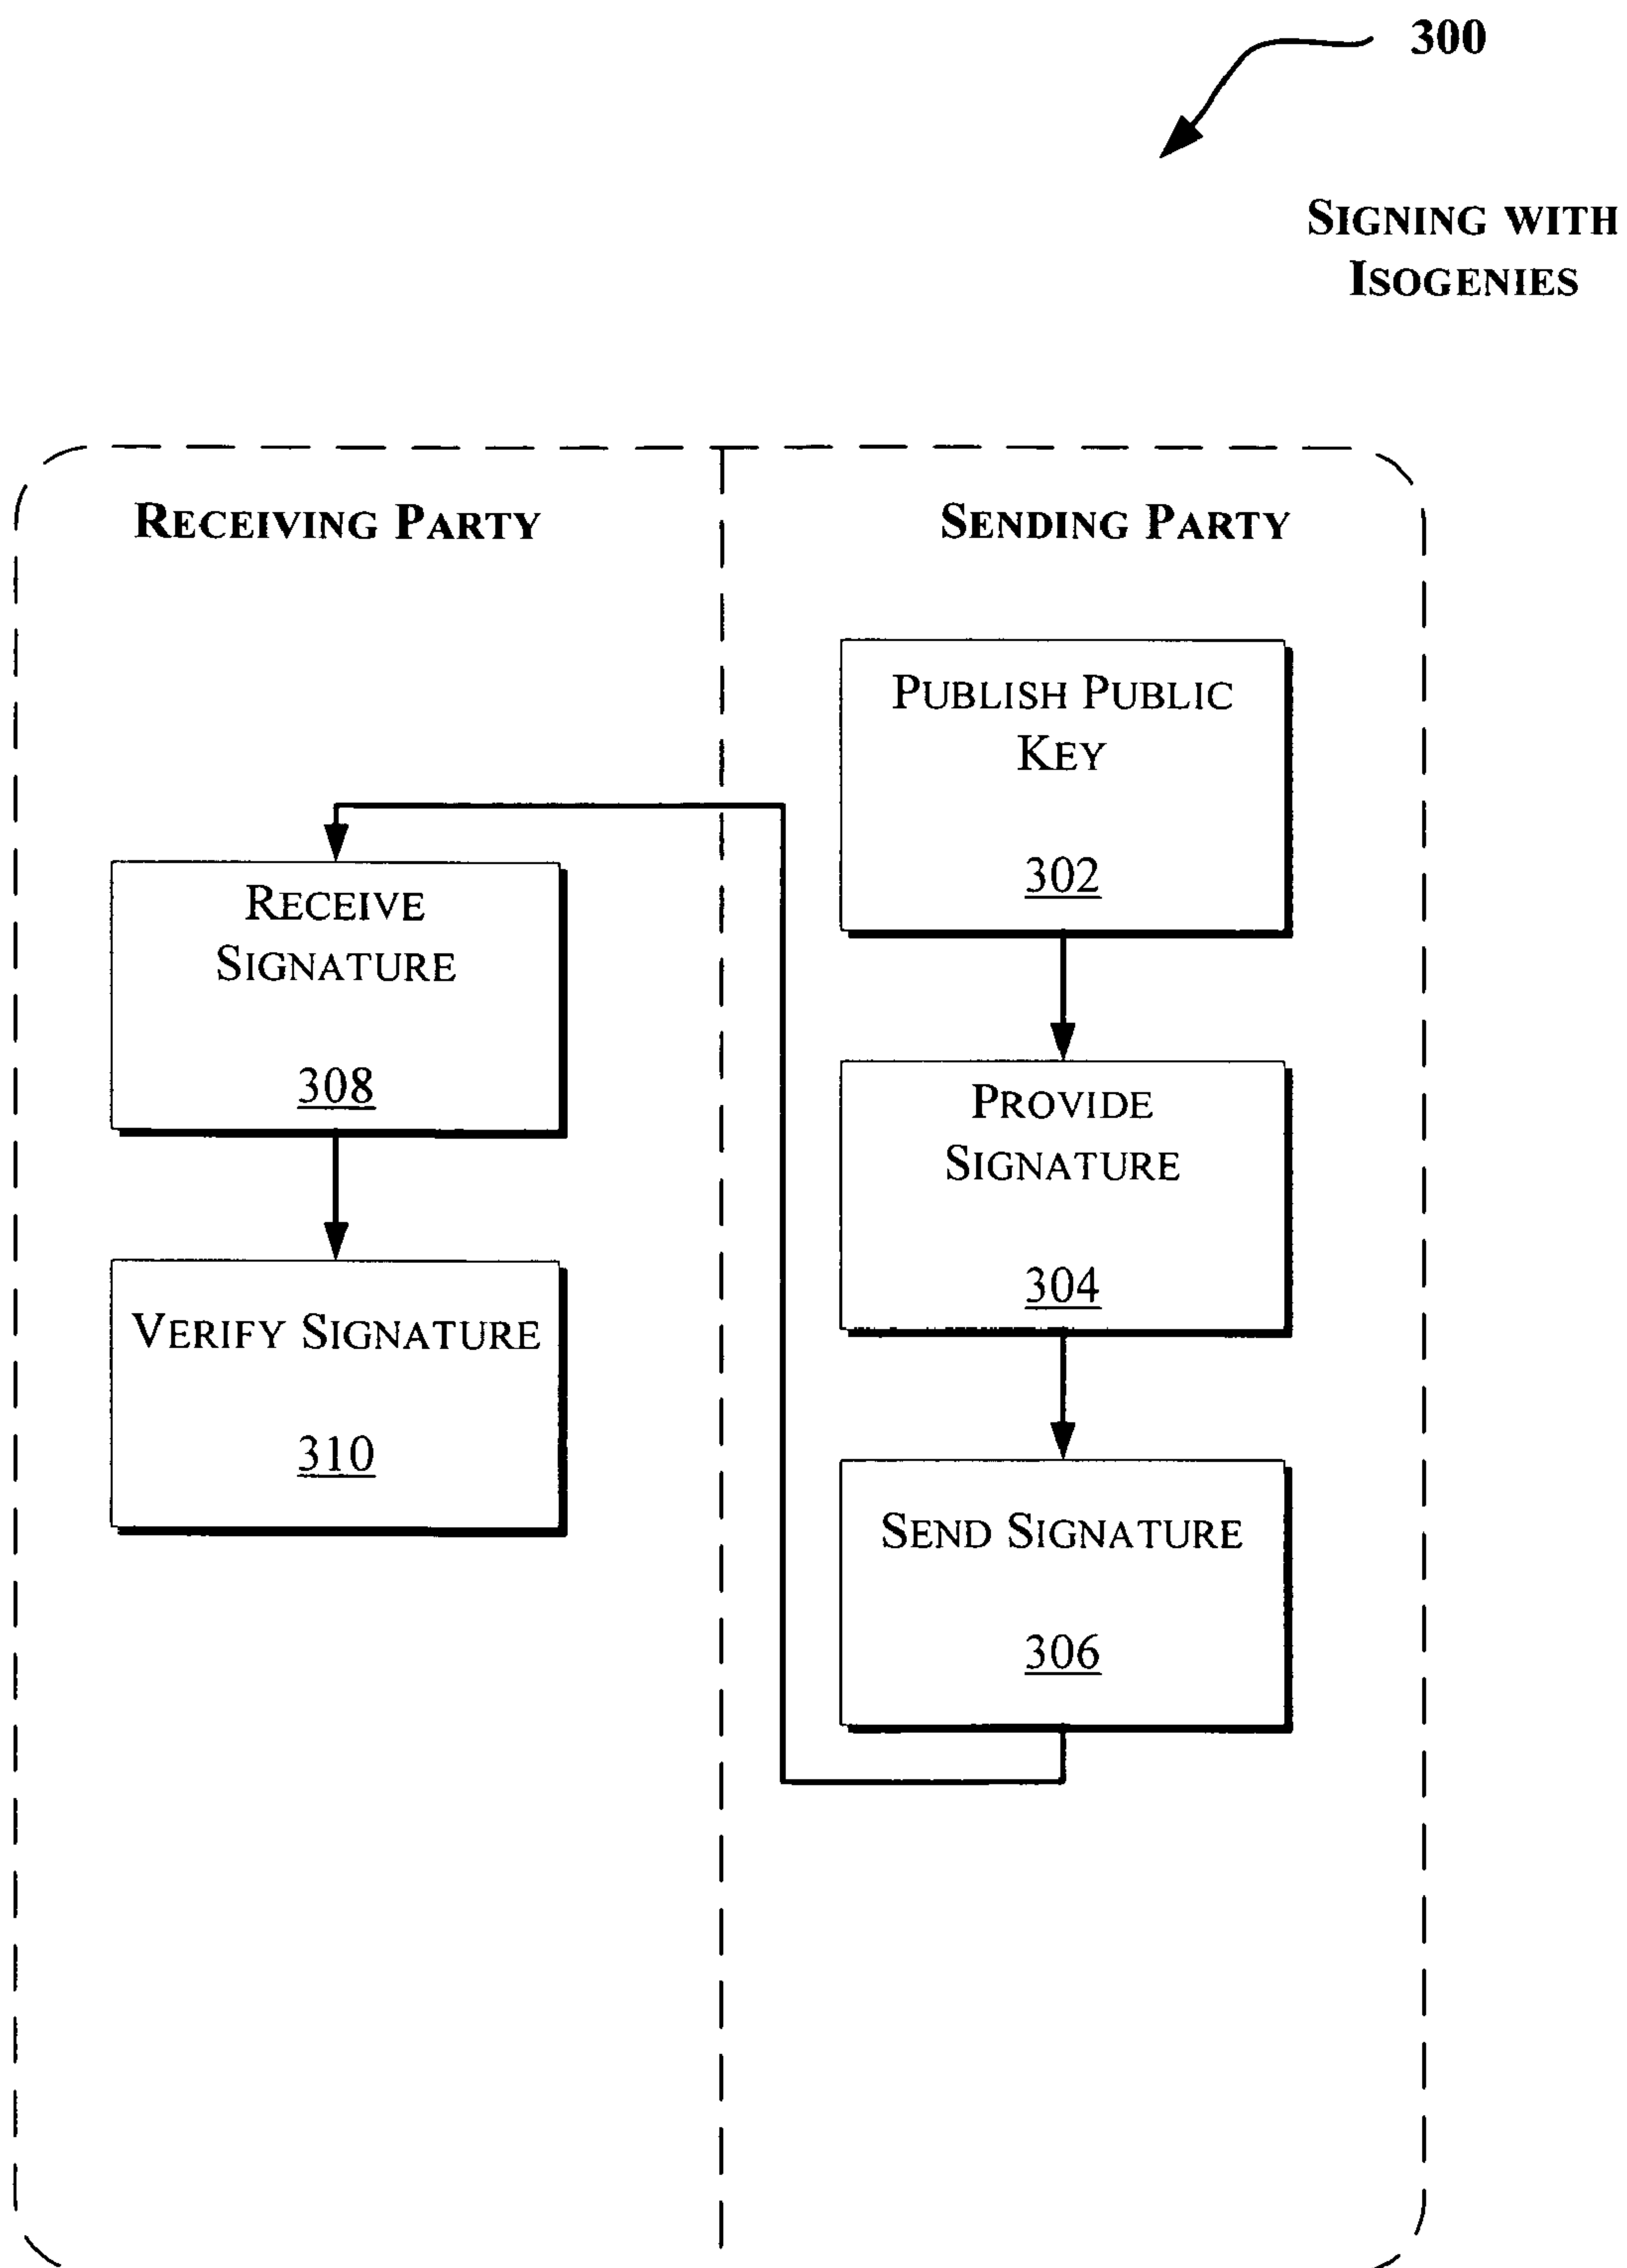 300
SIGNING WITH
ISOGENIES
RECEIVING PARTY
SENDING PARTY
PUBLISH PUBLIC
KEY
302
RECEIVE
SIGNATURE
308
PROVIDE
SIGNATURE
304
VERIFY SIGNATURE
310
SEND SIGNATURE
306